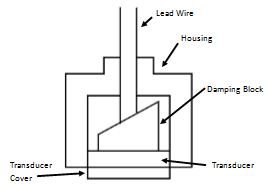 Lead Wire
Housing
Damping Block
Transducer
Cover
Transducer